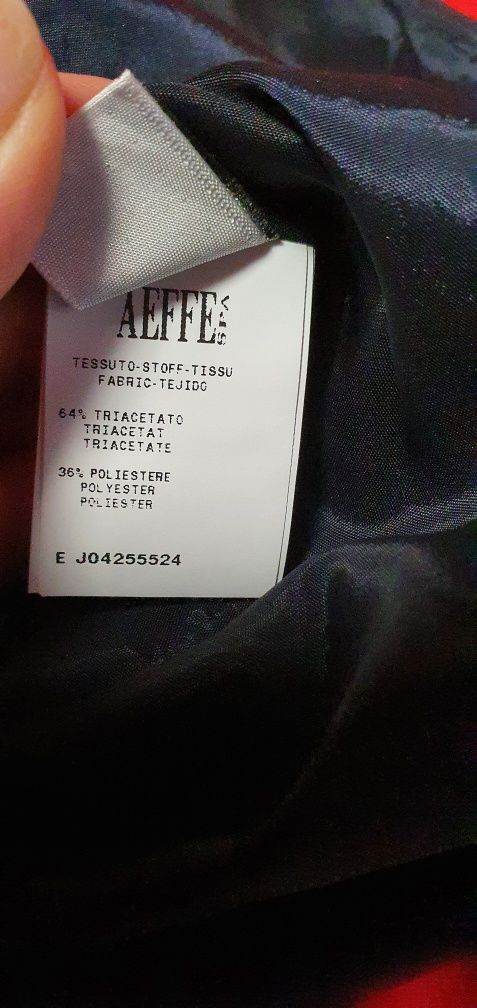 AEFFE SPA
TESSUTO-STOFF-TISSU
FABRIC-TEJIDO
64% TRIACETATO
TRIACETAT
TRIACETATE
36% POLIESTERE
POLYESTER
POLIESTER
E J04255524